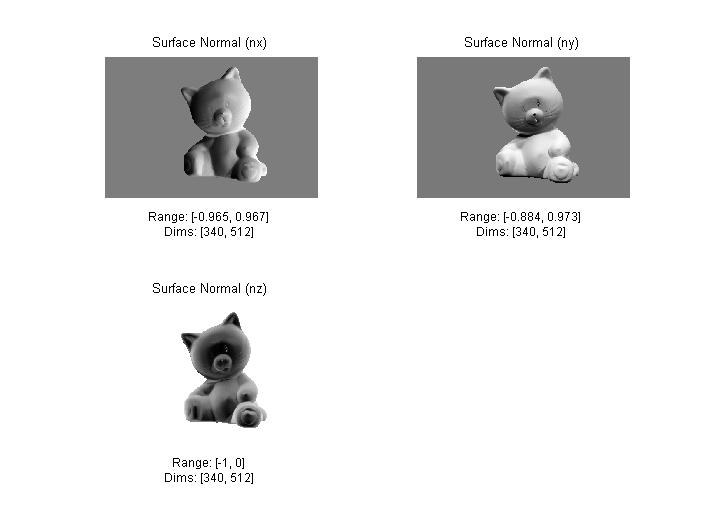 Surface Normal (nx)
Range: [-0.965, 0.967]
Dims: [340, 512]
Surface Normal (ny)
Range: [-0.884, 0.973]
Dims: [340, 512]
Surface Normal (nz)
Range: [-1, 0]
Dims: [340, 512]